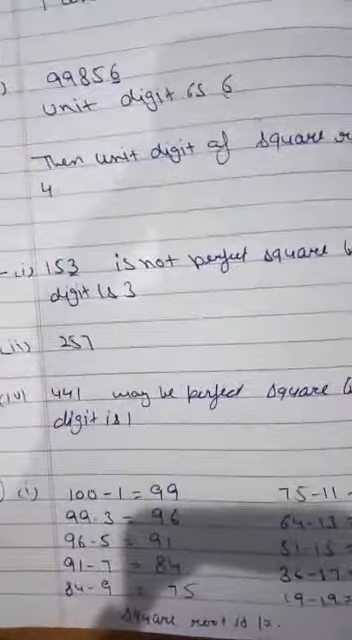 99856
unit digit is 6
Then unit digit of square
4
(i) 153 is not perfect square
digit is 3
(ii) 257
(iv) 441 may be perfect square
digit is 1
(i) 100-1=99 75-11
99-3=96 64-13=
96-5=91 51-15=
91-7=84 36-17=
84-9=75 19-19=
Square root is